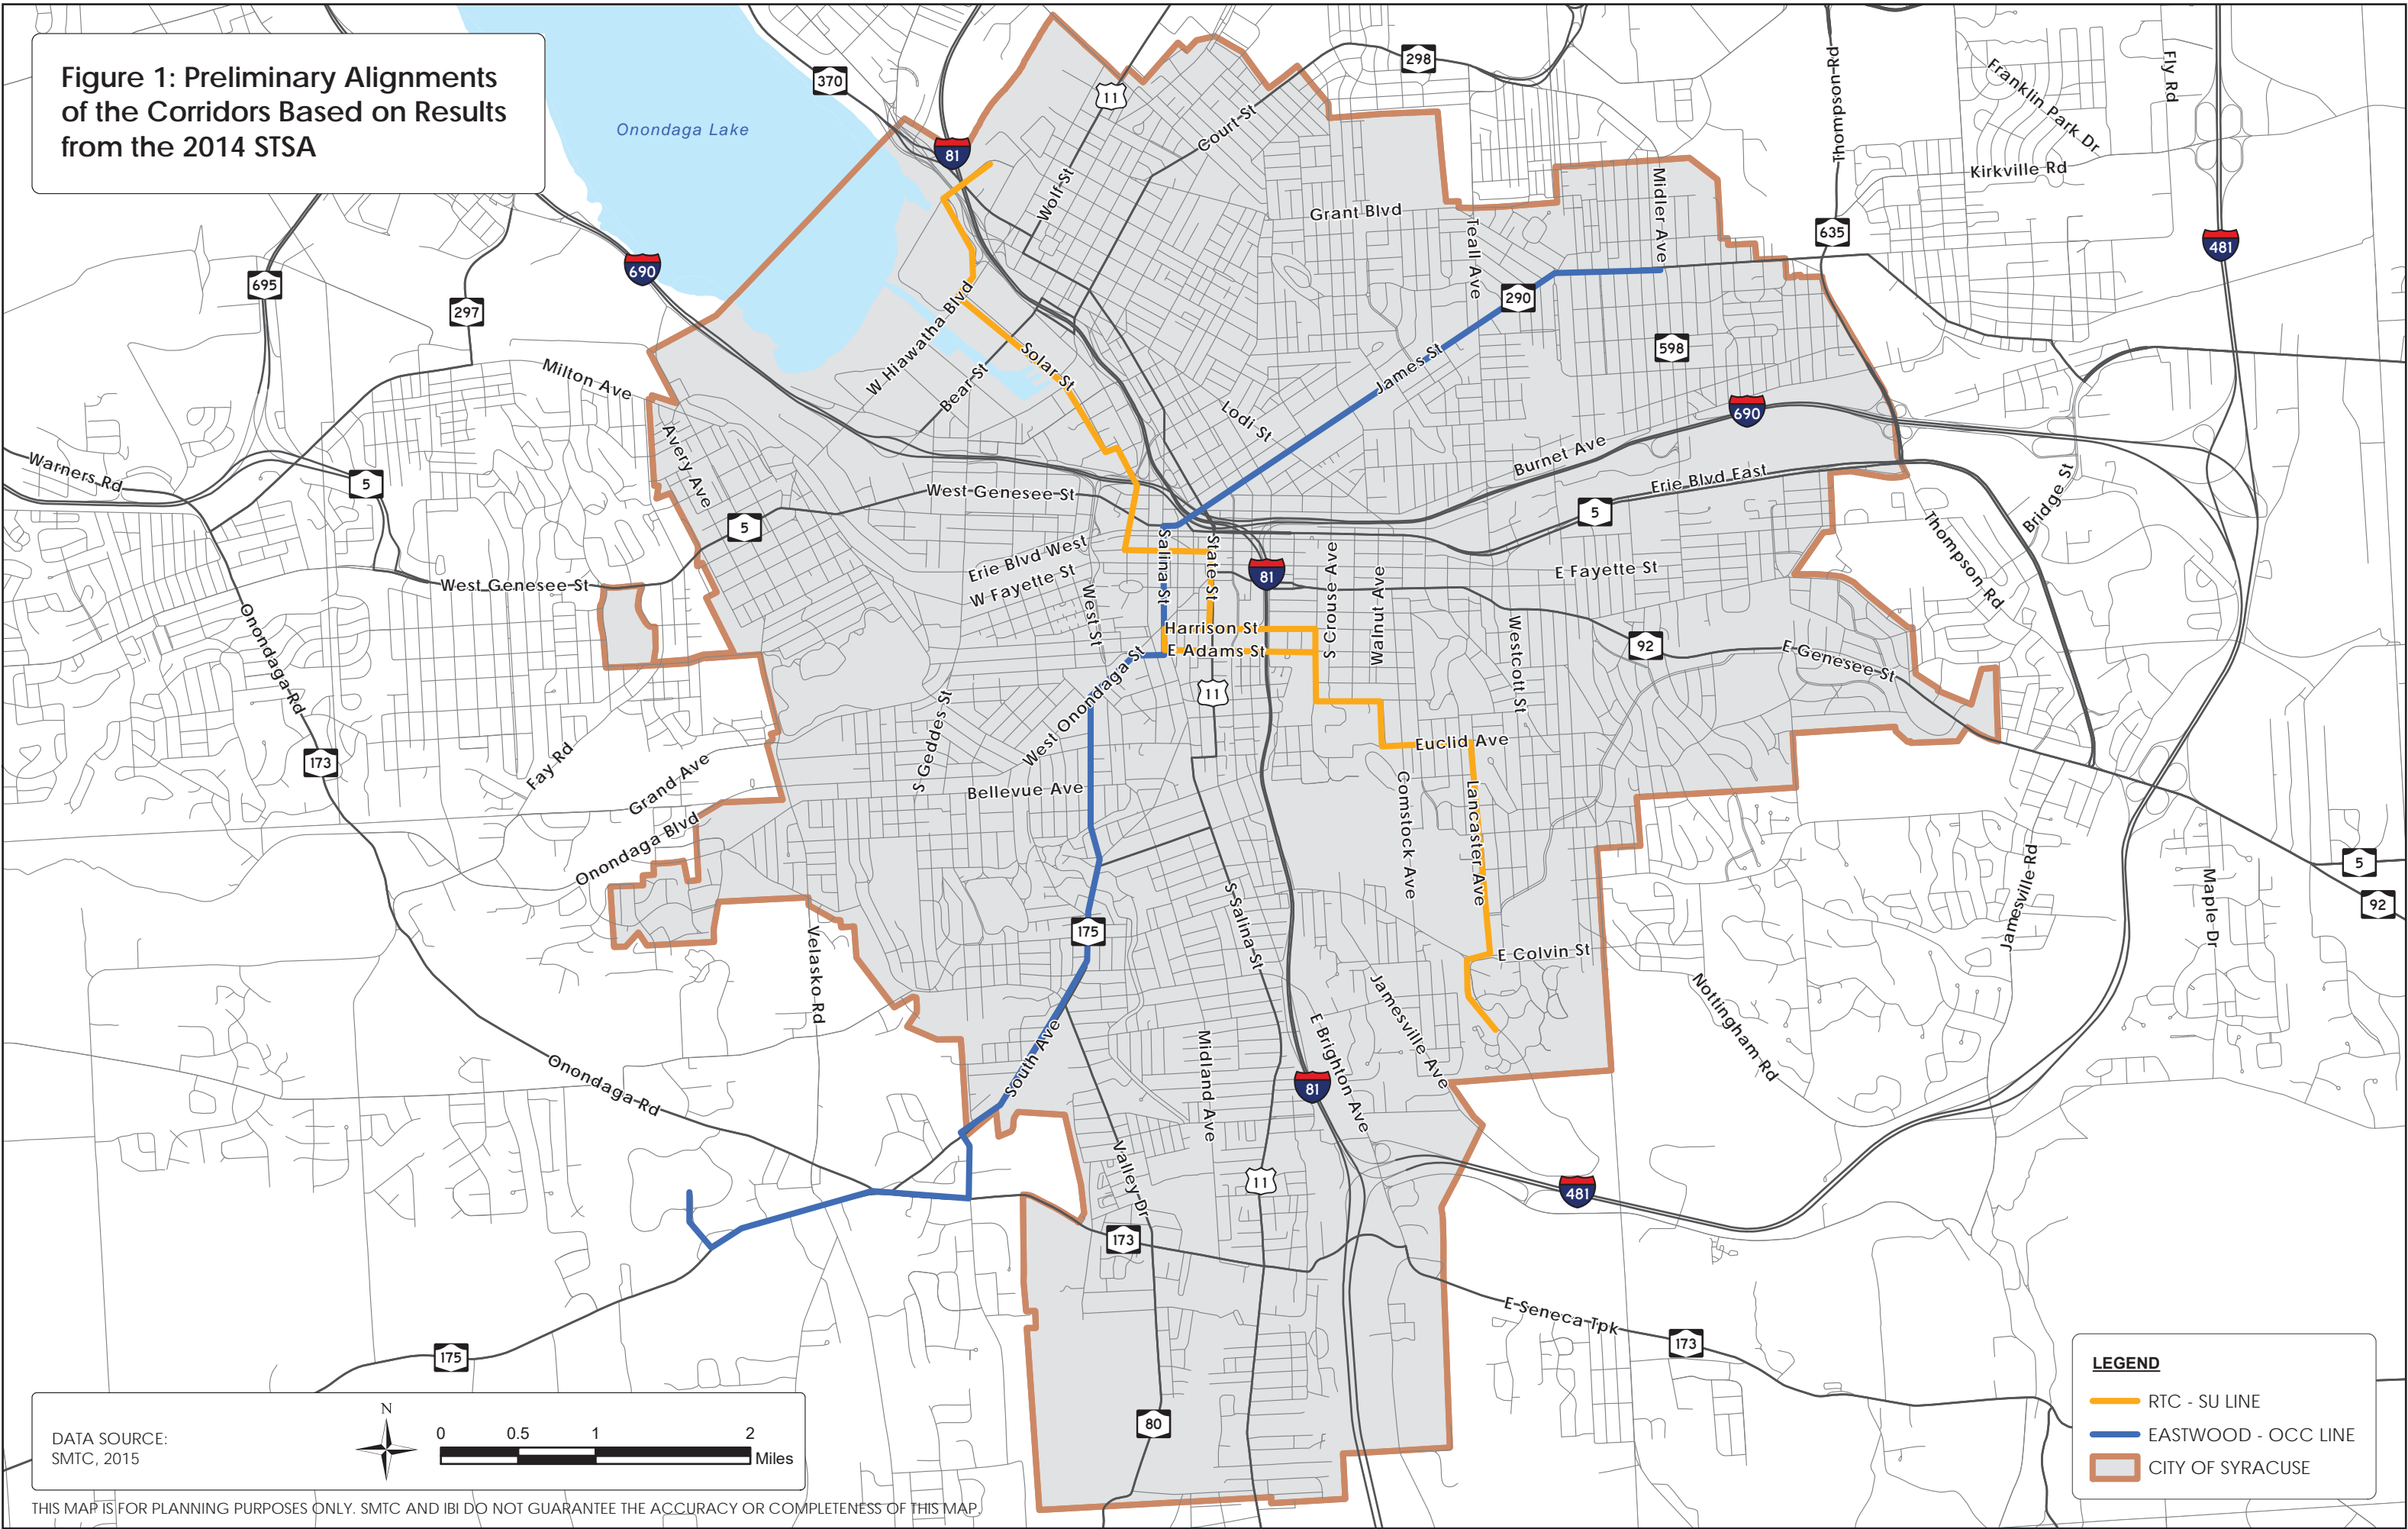 Figure 1: Preliminary Alignments
of the Corridors Based on Results
from the 2014 STSA
Onondaga Lake
370
81
11
298
Court St
Wolf St
Grant Blvd
Teall Ave
Midler Ave
Thompson Rd
635
Franklin Park Dr
Kirkville Rd
Fly Rd
481
695
297
690
290
598
W Hiawatha Blvd
Bear St
Solar St
James St
Lodi St
Milton Ave
Avery Ave
Warners Rd
5
5
West Genesee St
West Genesee St
Burnet Ave
690
Erie Blvd East
5
Bridge St
Thompson Rd
Erie Blvd West
W Fayette St
West St
Salina St
State St
81
S Crouse Ave
Walnut Ave
E Fayette St
Westcott St
92
E Genesee St
Harrison St
E Adams St
11
Onondaga Rd
173
Fay Rd
Grand Ave
Onondaga Blvd
S Geddes St
West Onondaga St
Bellevue Ave
Euclid Ave
Comstock Ave
Lancaster Ave
E Colvin St
Jamesville Rd
Maple Dr
5
92
Velasko Rd
175
S Salina St
Jamesville Ave
Nottingham Rd
Onondaga Rd
South Ave
Midland Ave
81
E Brighton Ave
Valley Dr
11
481
173
E Seneca Tpk
173
175
80
DATA SOURCE:
SMTC, 2015
N
0 0.5 1 2
Miles
THIS MAP IS FOR PLANNING PURPOSES ONLY. SMTC AND IBI DO NOT GUARANTEE THE ACCURACY OR COMPLETENESS OF THIS MAP.
LEGEND
RTC - SU LINE
EASTWOOD - OCC LINE
CITY OF SYRACUSE